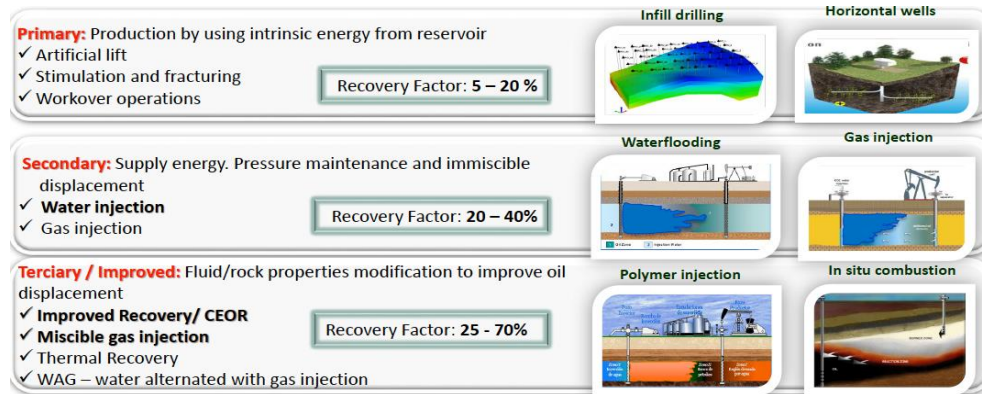 Primary: Production by using intrinsic energy from reservoir
✓ Artificial lift
✓ Stimulation and fracturing
✓ Workover operations
Recovery Factor: 5 – 20 %
Infill drilling
Horizontal wells
Secondary: Supply energy. Pressure maintenance and immiscible
displacement
✓ Water injection
✓ Gas injection
Recovery Factor: 20 – 40%
Waterflooding
Gas injection
Terciary / Improved: Fluid/rock properties modification to improve oil
displacement
✓ Improved Recovery/ CEOR
✓ Miscible gas injection
✓ Thermal Recovery
✓ WAG – water alternated with gas injection
Recovery Factor: 25 - 70%
Polymer injection
In situ combustion